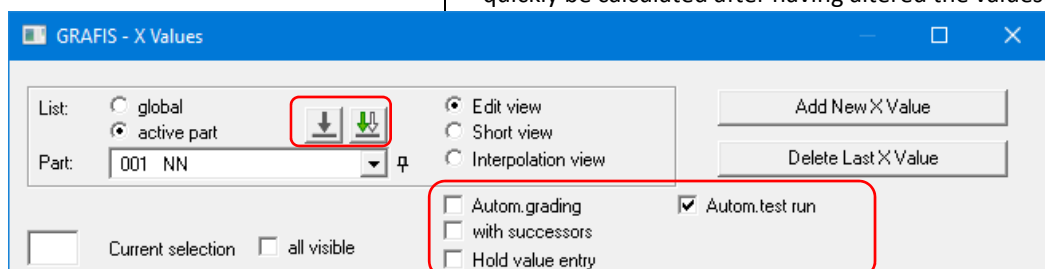 quickly be calculated after having altered the values
GRAFIS - X Values
List: global Edit view Add New X Value
active part Short view
Part: 001 NN Interpolation view Delete Last X Value
Autom.grading Autom.test run
with successors
Current selection all visible
Hold value entry